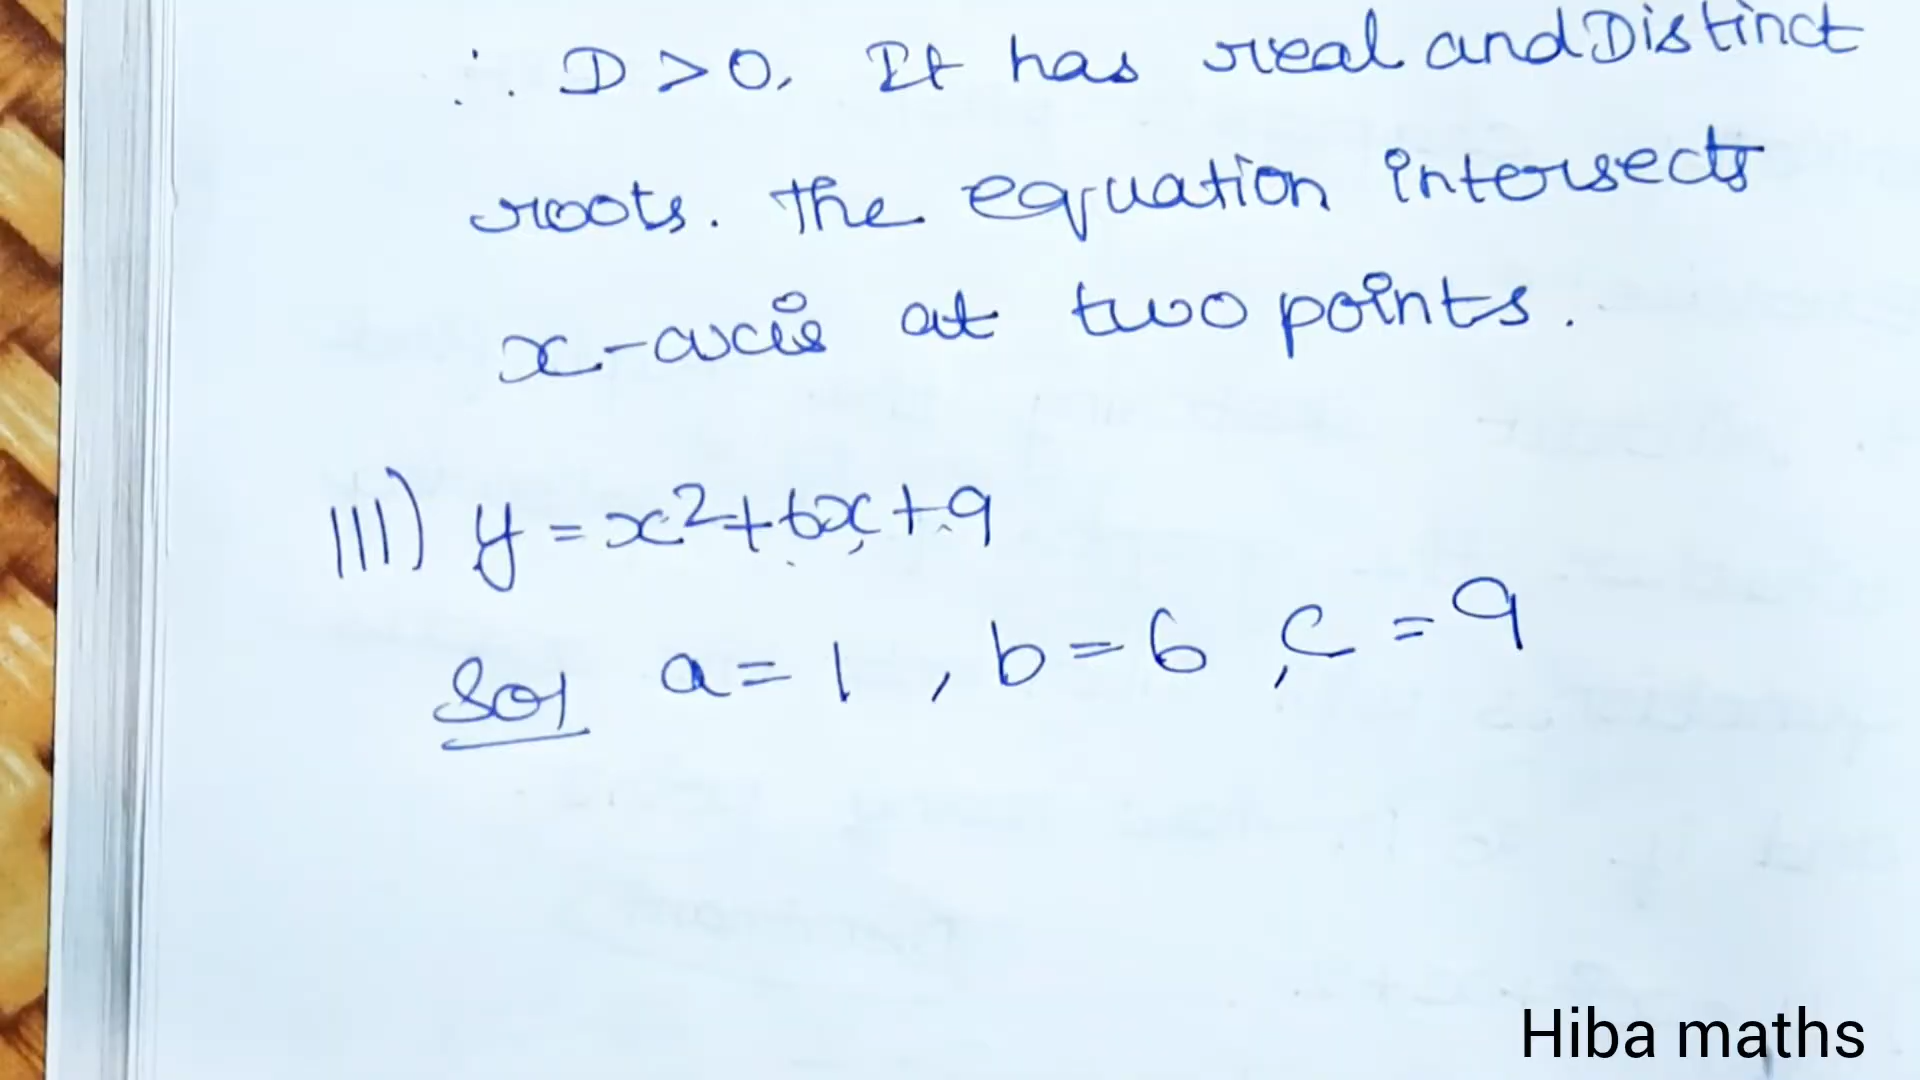 ∴ D > 0, It has real and Distinct
roots. The equation intersects
x-axis at two points.
III) y = x² + 6x + 9
Sol a = 1, b = 6, c = 9
Hiba maths